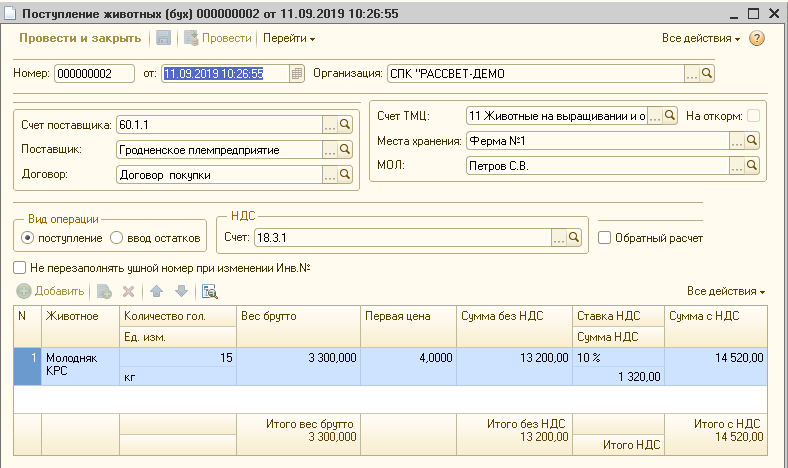 Поступление животных (бух) 000000002 от 11.09.2019 10:26:55
Провести и закрыть Провести Перейти Все действия ?
Номер: 000000002 от: 11.09.2019 10:26:55 Организация: СПК "РАССВЕТ-ДЕМО ...
Счет поставщика: 60.1.1 ...
Поставщик: Гродненское племпредприятие ...
Договор: Договор покупки ...
Счет ТМЦ: 11 Животные на выращивании и о ... На откорм:
Места хранения: Ферма №1 ...
МОЛ: Петров С.В. ...
Вид операции
поступление ввод остатков
НДС
Счет: 18.3.1 ...
Обратный расчет
Не перезаполнять ушной номер при изменении Инв.№
Добавить Все действия
N Животное Количество гол. Вес брутто Первая цена Сумма без НДС Ставка НДС Сумма с НДС
Ед. изм. Сумма НДС
1 Молодняк КРС 15 3 300,000 4,0000 13 200,00 10 % 14 520,00
кг 1 320,00
Итого вес брутто Итого без НДС Итого с НДС
3 300,000 13 200,00 14 520,00
Итого НДС